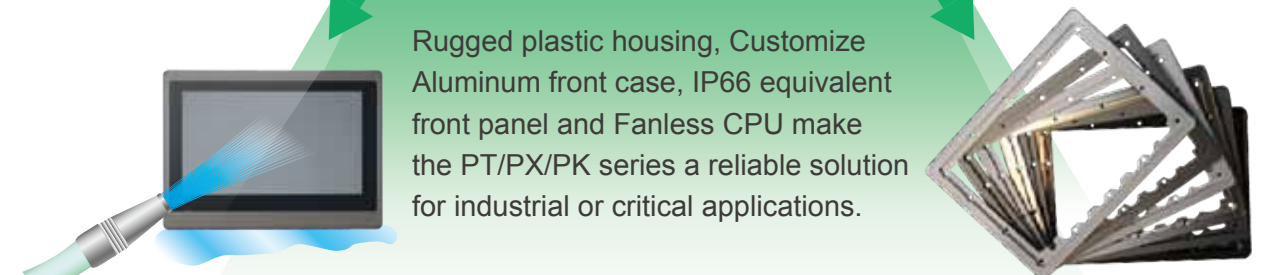 Rugged plastic housing, Customize
Aluminum front case, IP66 equivalent
front panel and Fanless CPU make
the PT/PX/PK series a reliable solution
for industrial or critical applications.